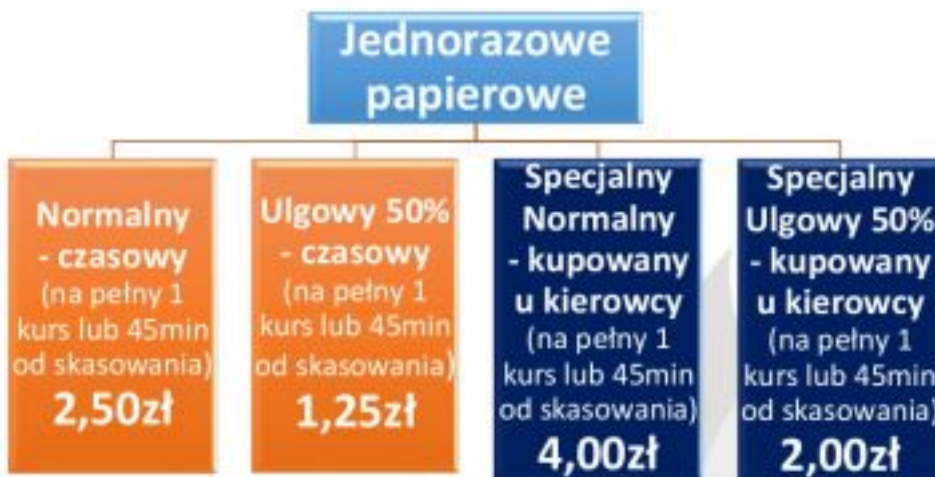 Jednorazowe
papierowe
Normalny
- czasowy
(na pełny 1
kurs lub 45min
od skasowania)
2,50zł
Ulgowy 50%
- czasowy
(na pełny 1
kurs lub 45min
od skasowania)
1,25zł
Specjalny
Normalny
- kupowany
u kierowcy
(na pełny 1
kurs lub 45min
od skasowania)
4,00zł
Specjalny
Ulgowy 50%
- kupowany
u kierowcy
(na pełny 1
kurs lub 45min
od skasowania)
2,00zł